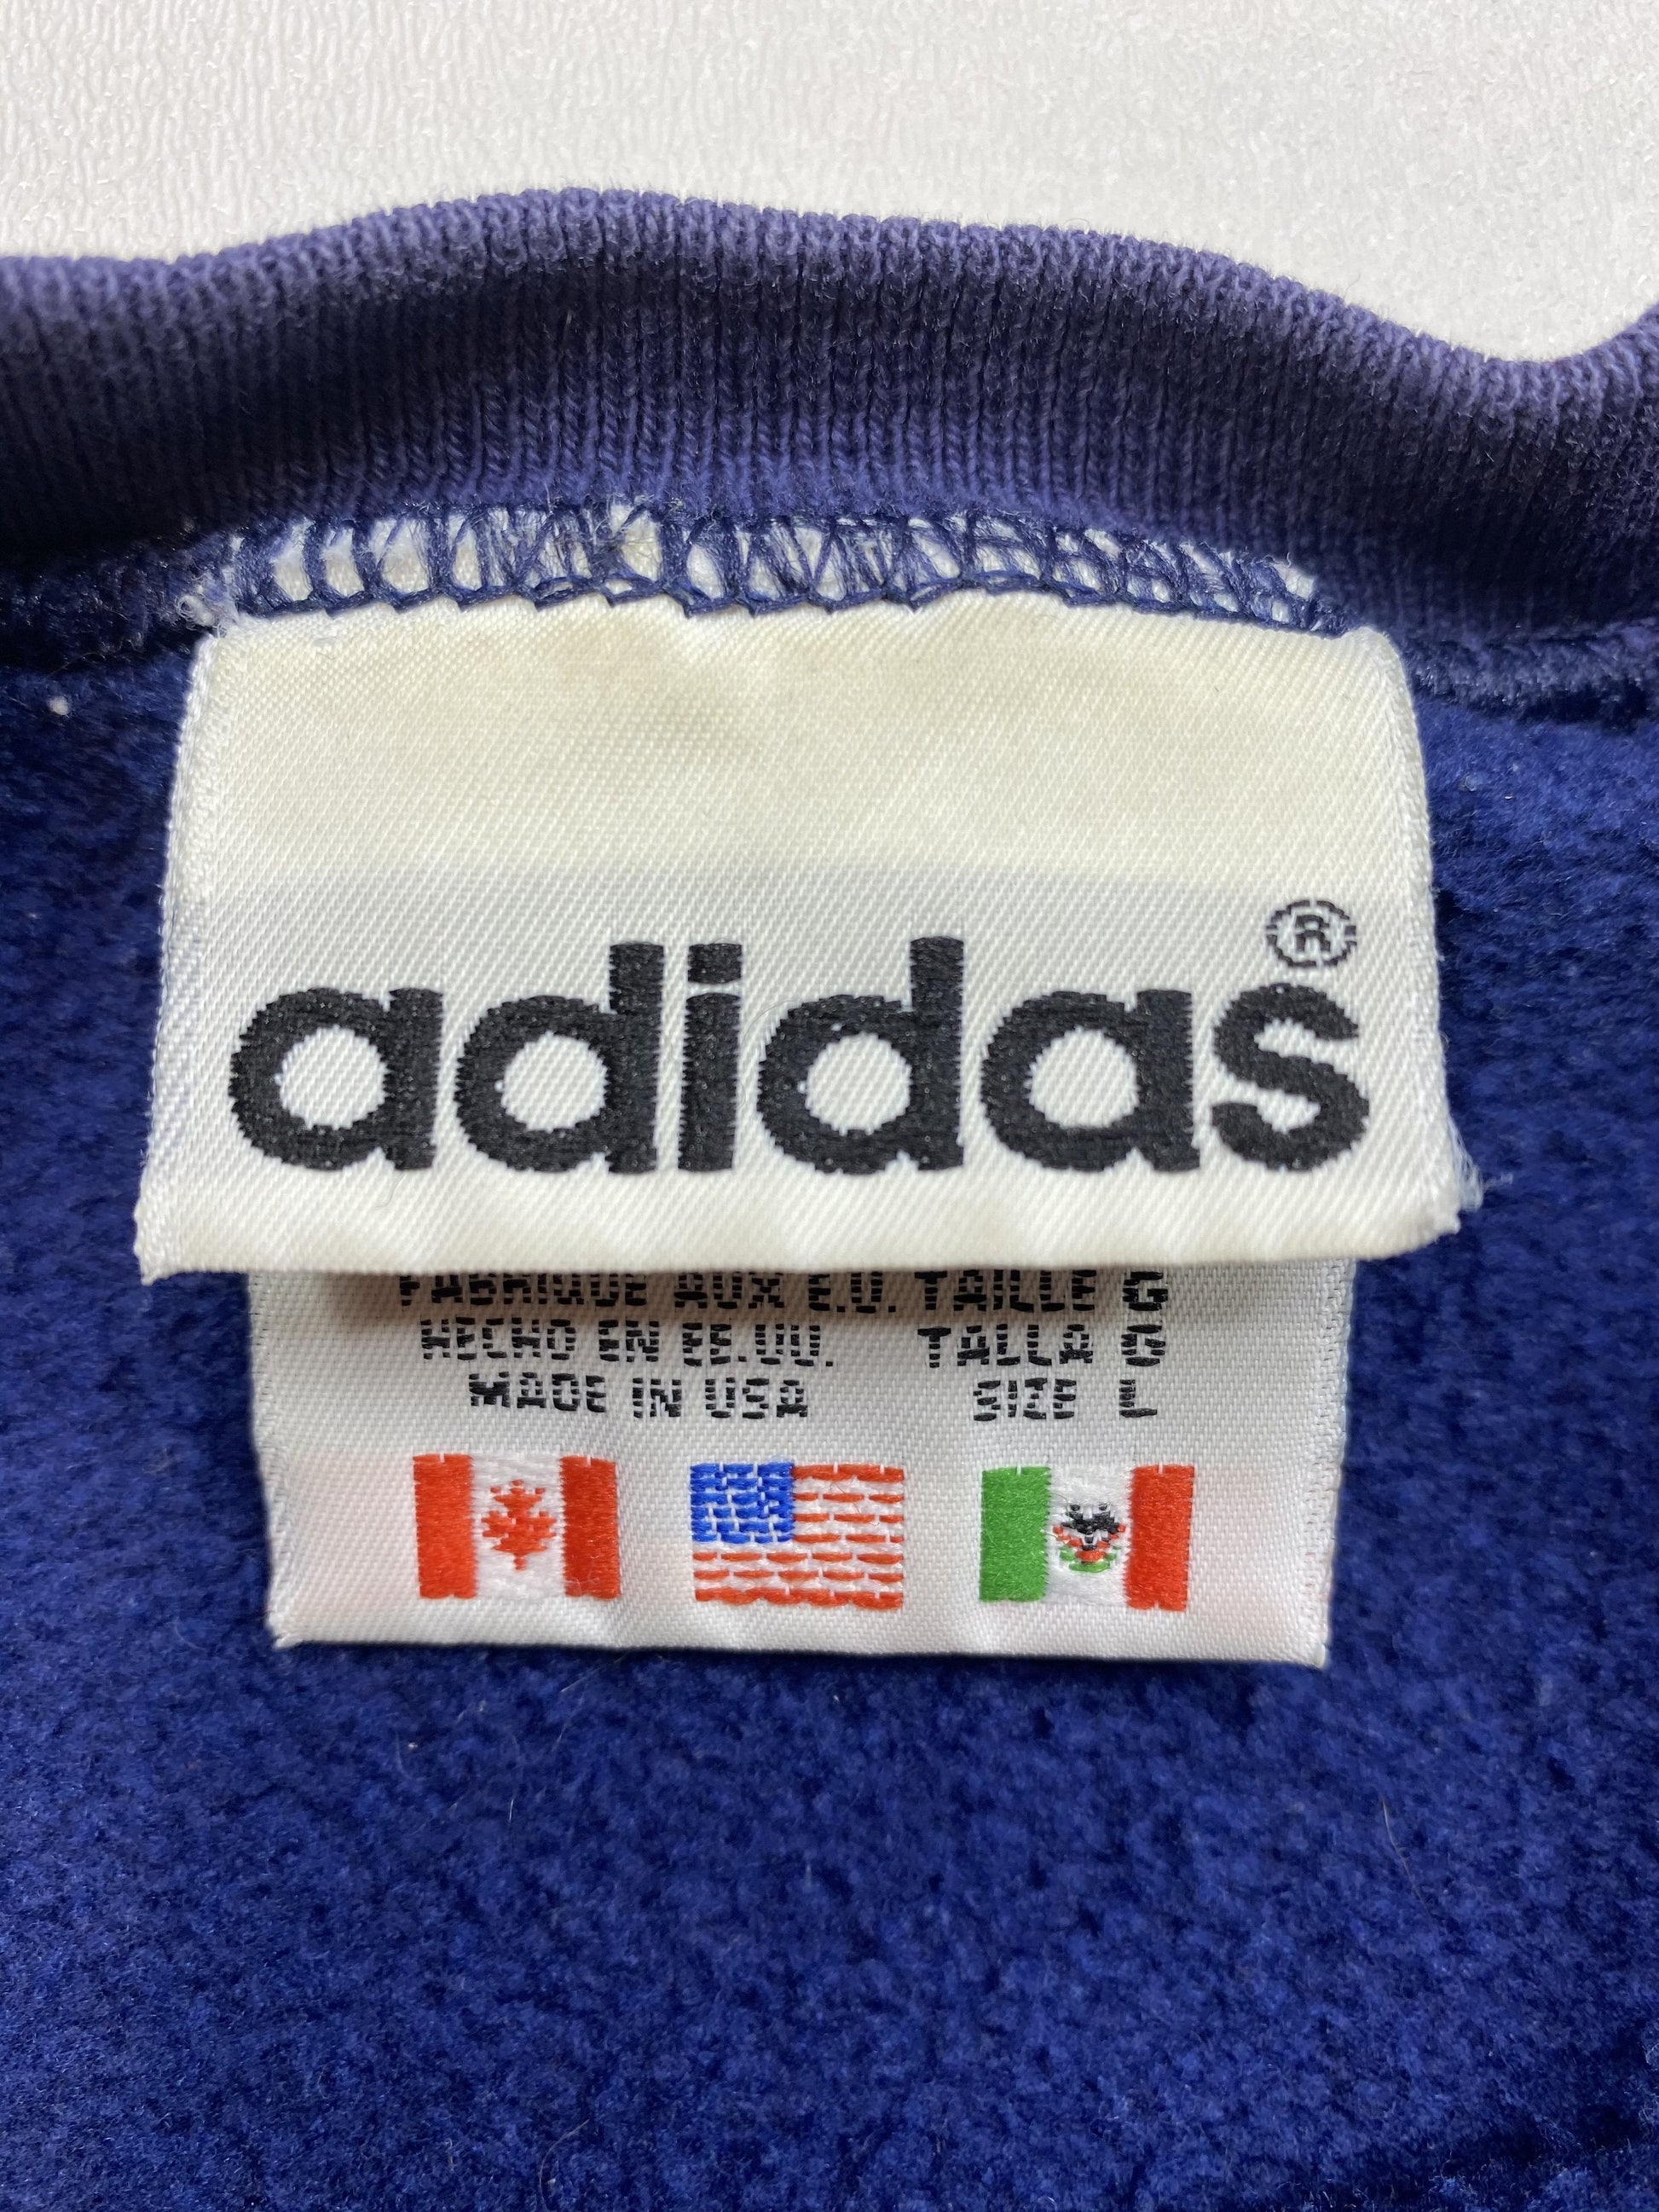 adidas®
FABRIQUE AUX E.U. TAILLE G
HECHO EN EE.UU. TALLA G
MADE IN USA SIZE L